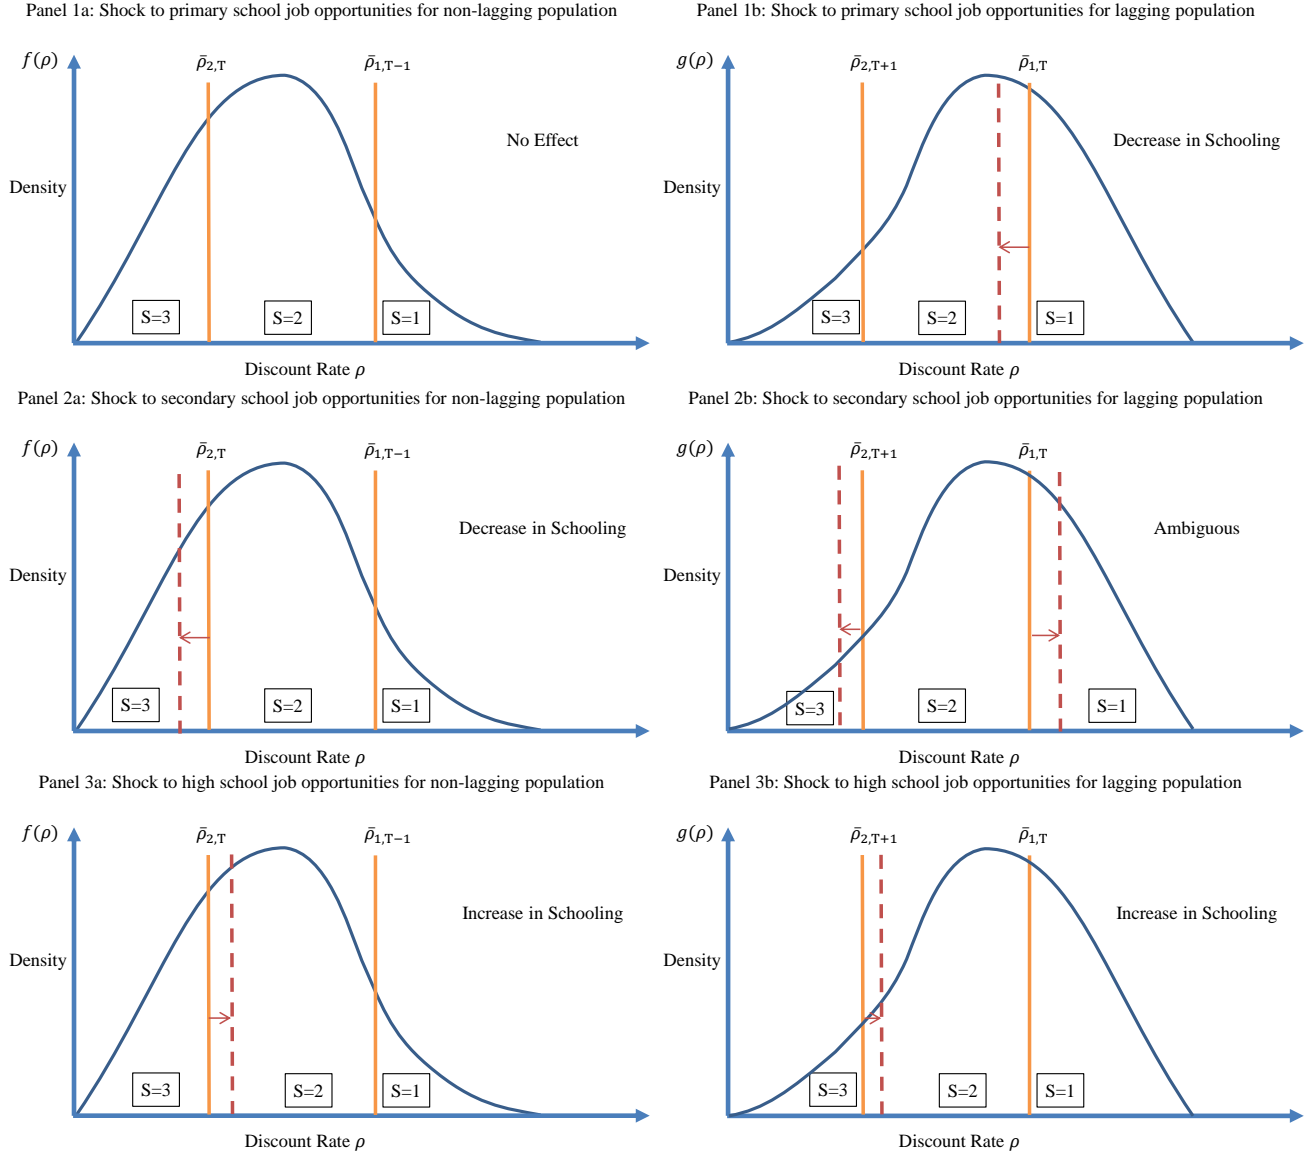 Panel 1a: Shock to primary school job opportunities for non-lagging population
f(ρ)
ρ̄2,T
ρ̄1,T−1
No Effect
Density
S=3
S=2
S=1
Discount Rate ρ
Panel 1b: Shock to primary school job opportunities for lagging population
g(ρ)
ρ̄2,T+1
ρ̄1,T
Decrease in Schooling
Density
S=3
S=2
S=1
Discount Rate ρ
Panel 2a: Shock to secondary school job opportunities for non-lagging population
f(ρ)
ρ̄2,T
ρ̄1,T−1
Decrease in Schooling
Density
S=3
S=2
S=1
Discount Rate ρ
Panel 2b: Shock to secondary school job opportunities for lagging population
g(ρ)
ρ̄2,T+1
ρ̄1,T
Ambiguous
Density
S=3
S=2
S=1
Discount Rate ρ
Panel 3a: Shock to high school job opportunities for non-lagging population
f(ρ)
ρ̄2,T
ρ̄1,T−1
Increase in Schooling
Density
S=3
S=2
S=1
Discount Rate ρ
Panel 3b: Shock to high school job opportunities for lagging population
g(ρ)
ρ̄2,T+1
ρ̄1,T
Increase in Schooling
Density
S=3
S=2
S=1
Discount Rate ρ